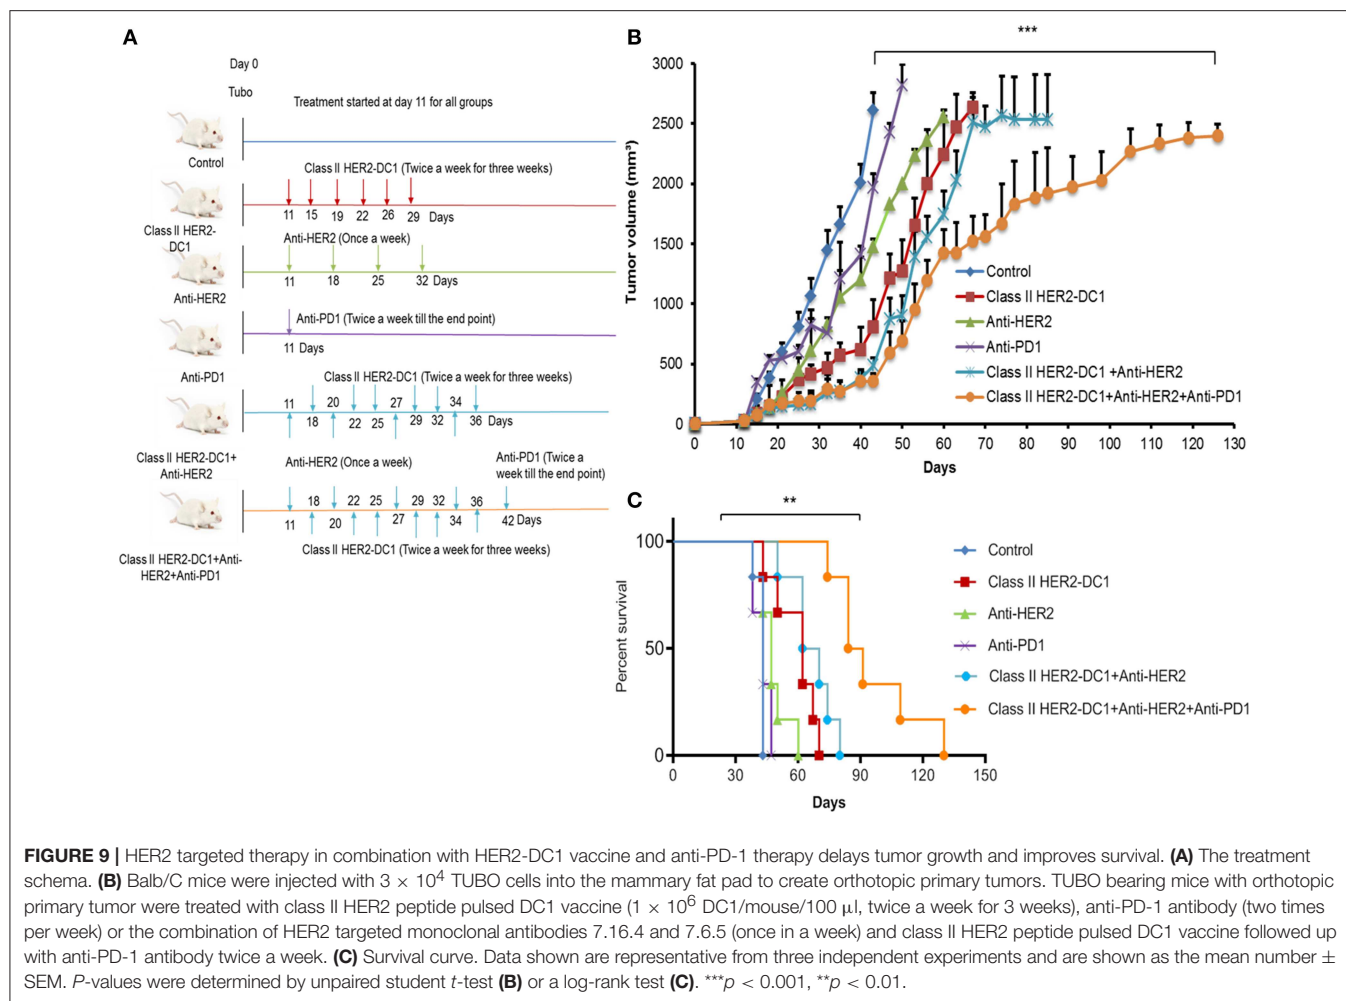 A
Day 0
Tubo
Treatment started at day 11 for all groups
Control
Class II HER2-DC1 (Twice a week for three weeks)
11 15 19 22 26 29 Days
Class II HER2-
DC1
Anti-HER2 (Once a week)
11 18 25 32 Days
Anti-HER2
Anti-PD1 (Twice a week till the end point)
11 Days
Anti-PD1
Class II HER2-DC1 (Twice a week for three weeks)
11 20 27 34
18 22 25 29 32 36 Days
Class II HER2-DC1+
Anti-HER2
Anti-HER2 (Once a week)
Anti-PD1 (Twice a
week till the end point)
18 22 25 29 32 36
11 20 27 34 42 Days
Class II HER2-DC1 (Twice a week for three weeks)
Class II HER2-DC1+Anti-
HER2+Anti-PD1
B
***
Tumor volume (mm³)
3000
2500
2000
1500
1000
500
0
Control
Class II HER2-DC1
Anti-HER2
Anti-PD1
Class II HER2-DC1 +Anti-HER2
Class II HER2-DC1+Anti-HER2+Anti-PD1
0 10 20 30 40 50 60 70 80 90 100 110 120 130
Days
C
**
Percent survival
100
50
0
Control
Class II HER2-DC1
Anti-HER2
Anti-PD1
Class II HER2-DC1+Anti-HER2
Class II HER2-DC1+Anti-HER2+Anti-PD1
0 30 60 90 120 150
Days
FIGURE 9 | HER2 targeted therapy in combination with HER2-DC1 vaccine and anti-PD-1 therapy delays tumor growth and improves survival. (A) The treatment
schema. (B) Balb/C mice were injected with 3 × 10⁴ TUBO cells into the mammary fat pad to create orthotopic primary tumors. TUBO bearing mice with orthotopic
primary tumor were treated with class II HER2 peptide pulsed DC1 vaccine (1 × 10⁶ DC1/mouse/100 μl, twice a week for 3 weeks), anti-PD-1 antibody (two times
per week) or the combination of HER2 targeted monoclonal antibodies 7.16.4 and 7.6.5 (once in a week) and class II HER2 peptide pulsed DC1 vaccine followed up
with anti-PD-1 antibody twice a week. (C) Survival curve. Data shown are representative from three independent experiments and are shown as the mean number ±
SEM. P-values were determined by unpaired student t-test (B) or a log-rank test (C). ***p < 0.001, **p < 0.01.